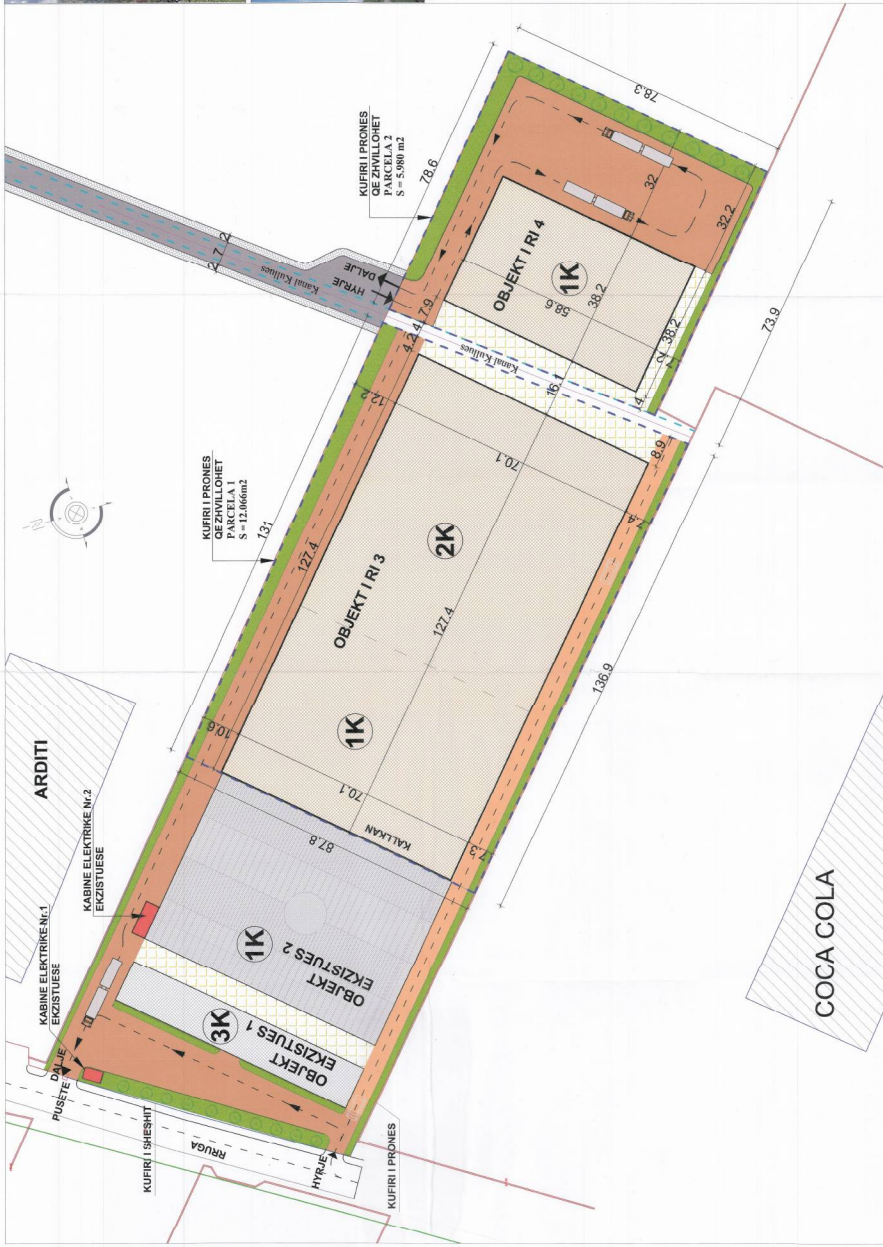 78.3
KUFIRI I PRONES
QE ZHVILLOHET
PARCELA 2
S = 5.980 m2
78.6
32
32.2
2 7 2
Kanal Kullues
HYRJE
DALJE
OBJEKT I RI 4
1K
58.6
38.2
7.9
4.2
4
Kanal Kullues
2
38.2
73.9
16.1
4
12.2
8.9
KUFIRI I PRONES
QE ZHVILLOHET
PARCELA 1
S =12.066m2
131
127.4
70.1
7.4
2K
OBJEKT I RI 3
127.4
136.9
1K
10.6
70.1
KALLKAN
7.3
87.8
ARDITI
KABINE ELEKTRIKE Nr.2
EKZISTUESE
KABINE ELEKTRIKE Nr.1
EKZISTUESE
1K
OBJEKT
EKZISTUES 2
3K
OBJEKT
EKZISTUES 1
COCA COLA
DALJE
PUSETE
KUFIRI I SHESHIT
RRUGA
HYRJE
KUFIRI I PRONES
N